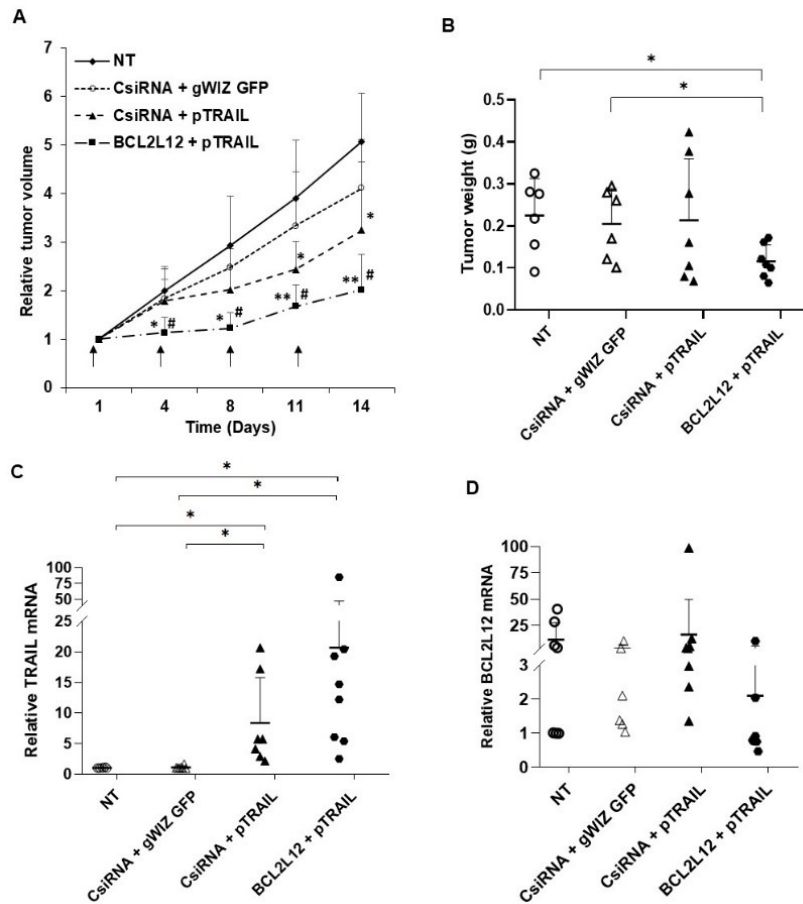 A
Relative tumor volume
7
6
5
4
3
2
1
0
NT
CsiRNA + gWIZ GFP
CsiRNA + pTRAIL
BCL2L12 + pTRAIL
* # * # * ** # * ** #
1 4 8 11 14
Time (Days)
B
* 
*
Tumor weight (g)
0.5
0.4
0.3
0.2
0.1
0.0
NT
CsiRNA + gWIZ GFP
CsiRNA + pTRAIL
BCL2L12 + pTRAIL
C
*
*
*
*
Relative TRAIL mRNA
100
75
50
25
20
15
10
5
0
NT
CsiRNA + gWIZ GFP
CsiRNA + pTRAIL
BCL2L12 + pTRAIL
D
Relative BCL2L12 mRNA
100
75
50
25
3
2
1
0
NT
CsiRNA + gWIZ GFP
CsiRNA + pTRAIL
BCL2L12 + pTRAIL